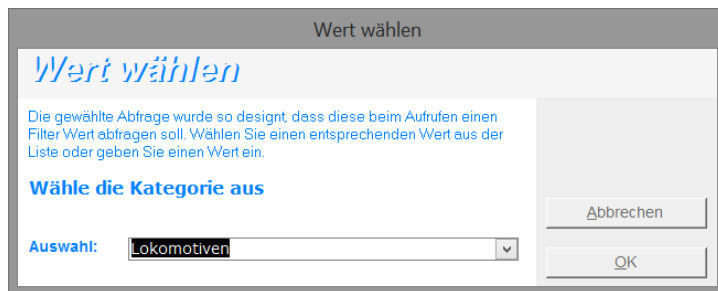 Wert wählen
Wert wählen
Die gewählte Abfrage wurde so designt, dass diese beim Aufrufen einen
Filter Wert abfragen soll. Wählen Sie einen entsprechenden Wert aus der
Liste oder geben Sie einen Wert ein.
Wähle die Kategorie aus
Abbrechen
Auswahl: Lokomotiven
OK